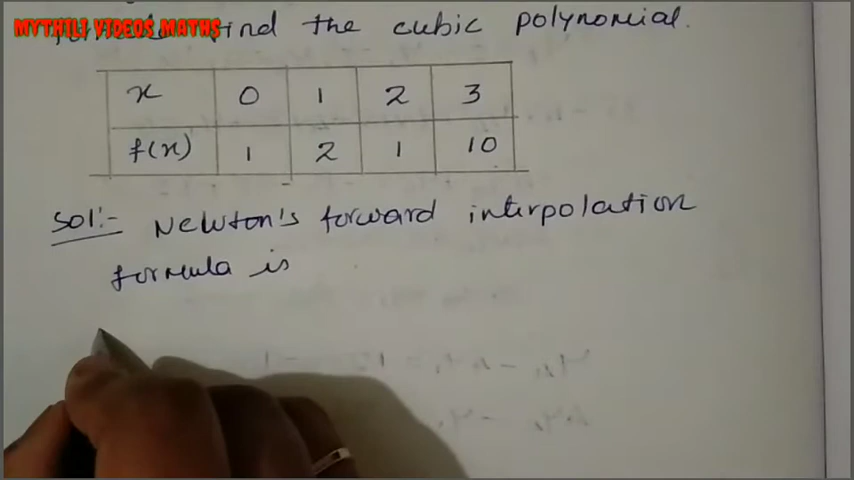 MYTHILI VIDEOS MATHS
find the cubic polynomial.
x 0 1 2 3
f(x) 1 2 1 10
Sol:- Newton's forward interpolation
formula is